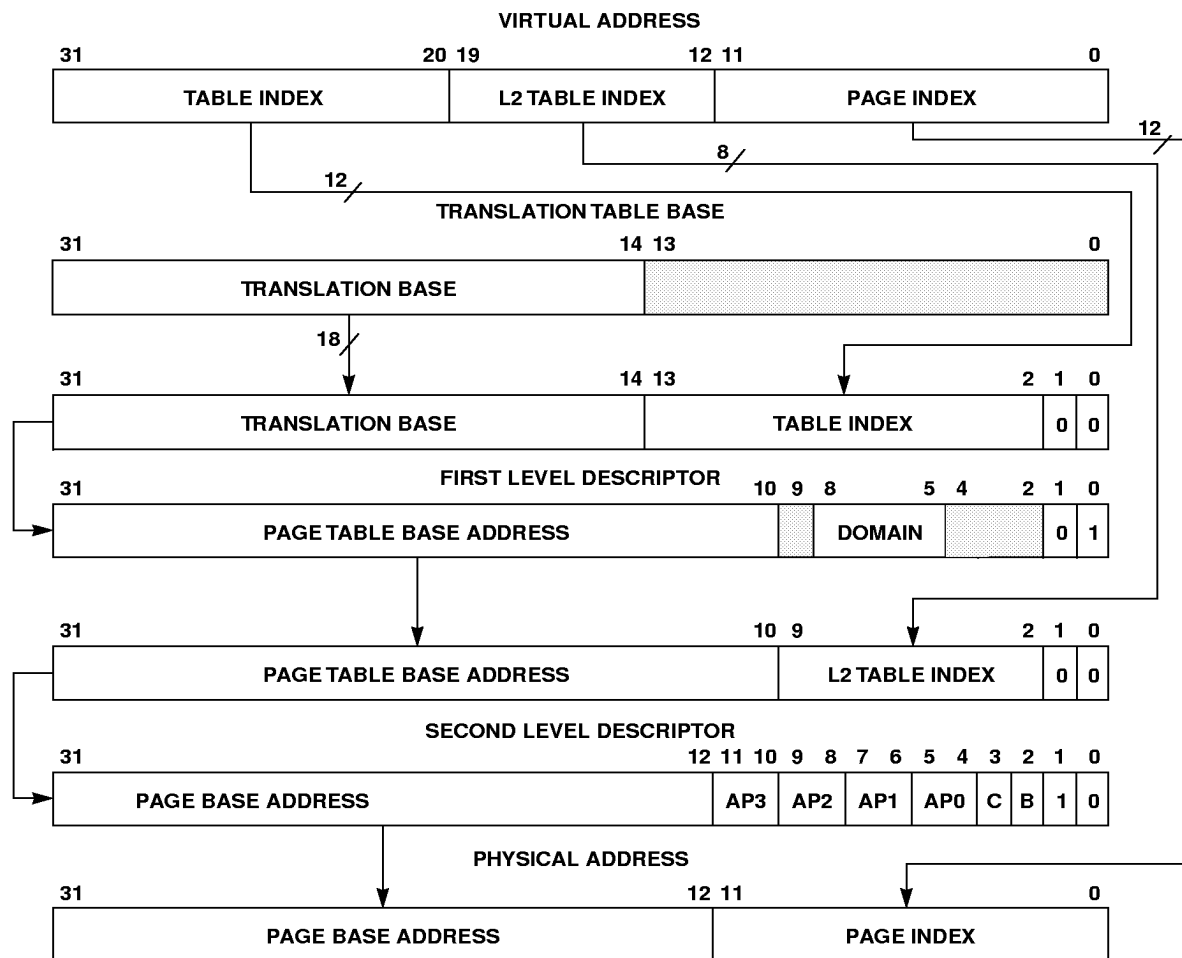 VIRTUAL ADDRESS
31 20 19 12 11 0
TABLE INDEX L2 TABLE INDEX PAGE INDEX
12
8
12
TRANSLATION TABLE BASE
31 14 13 0
TRANSLATION BASE
18
31 14 13 2 1 0
TRANSLATION BASE TABLE INDEX 0 0
FIRST LEVEL DESCRIPTOR
31 10 9 8 5 4 2 1 0
PAGE TABLE BASE ADDRESS DOMAIN 0 1
31 10 9 2 1 0
PAGE TABLE BASE ADDRESS L2 TABLE INDEX 0 0
SECOND LEVEL DESCRIPTOR
31 12 11 10 9 8 7 6 5 4 3 2 1 0
PAGE BASE ADDRESS AP3 AP2 AP1 AP0 C B 1 0
PHYSICAL ADDRESS
31 12 11 0
PAGE BASE ADDRESS PAGE INDEX